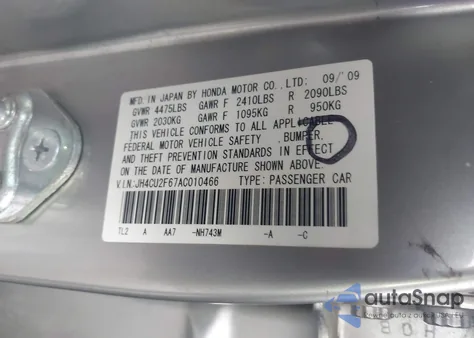 MFD. IN JAPAN BY HONDA MOTOR CO., LTD: 09/'09
GVWR 4475LBS GAWR F 2410LBS R 2090LBS
GVWR 2030KG GAWR F 1095KG R 950KG
THIS VEHICLE CONFORMS TO ALL APPLICABLE
FEDERAL MOTOR VEHICLE SAFETY, BUMPER,
AND THEFT PREVENTION STANDARDS IN EFFECT
ON THE DATE OF MANUFACTURE SHOWN ABOVE.
V.I.N.:JH4CU2F67AC010466 TYPE: PASSENGER CAR
TL2 A AA7 -NH743M -A -C
autoSnap